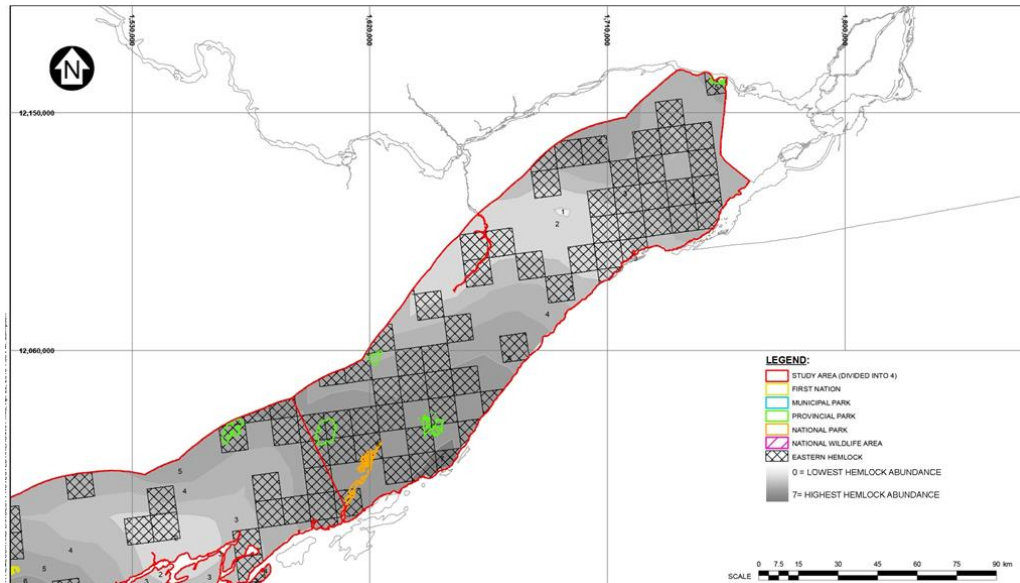 1,530,000
1,620,000
1,710,000
1,800,000
N
12,150,000
1
2
4
12,060,000
LEGEND:
STUDY AREA (DIVIDED INTO 4)
FIRST NATION
MUNICIPAL PARK
PROVINCIAL PARK
NATIONAL PARK
NATIONAL WILDLIFE AREA
EASTERN HEMLOCK
0 = LOWEST HEMLOCK ABUNDANCE
7= HIGHEST HEMLOCK ABUNDANCE
5
4
3
4
5
2
3
3
6
0 7.5 15 30 45 60 75 90 km
SCALE